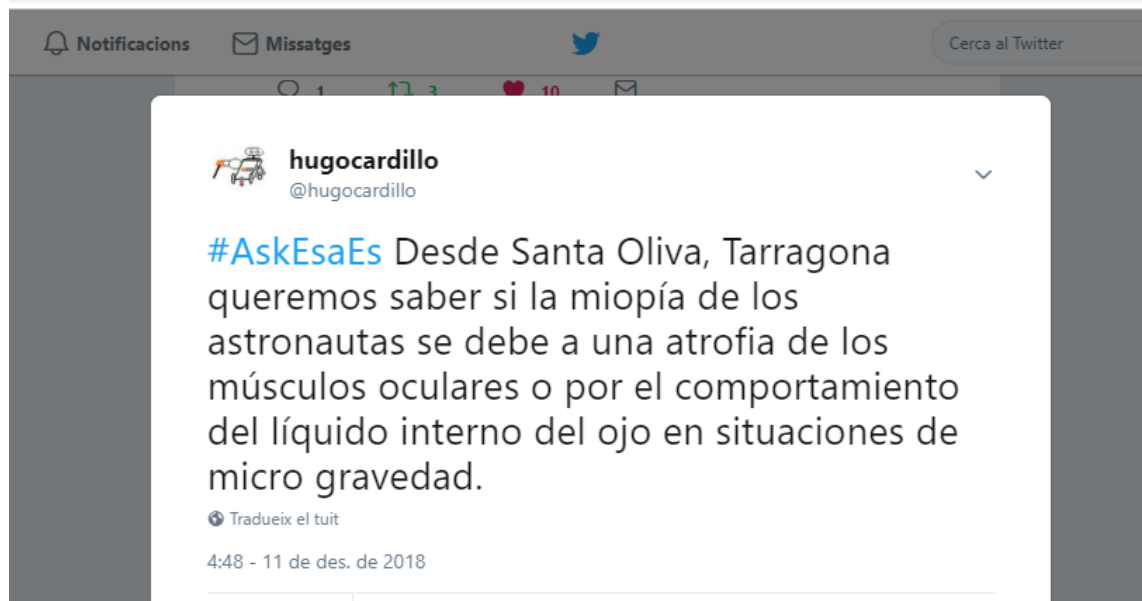 Notificacions Missatges Cerca al Twitter
1 3 10
hugocardillo
@hugocardillo
#AskEsaEs Desde Santa Oliva, Tarragona
queremos saber si la miopía de los
astronautas se debe a una atrofia de los
músculos oculares o por el comportamiento
del líquido interno del ojo en situaciones de
micro gravedad.
Tradueix el tuit
4:48 - 11 de des. de 2018